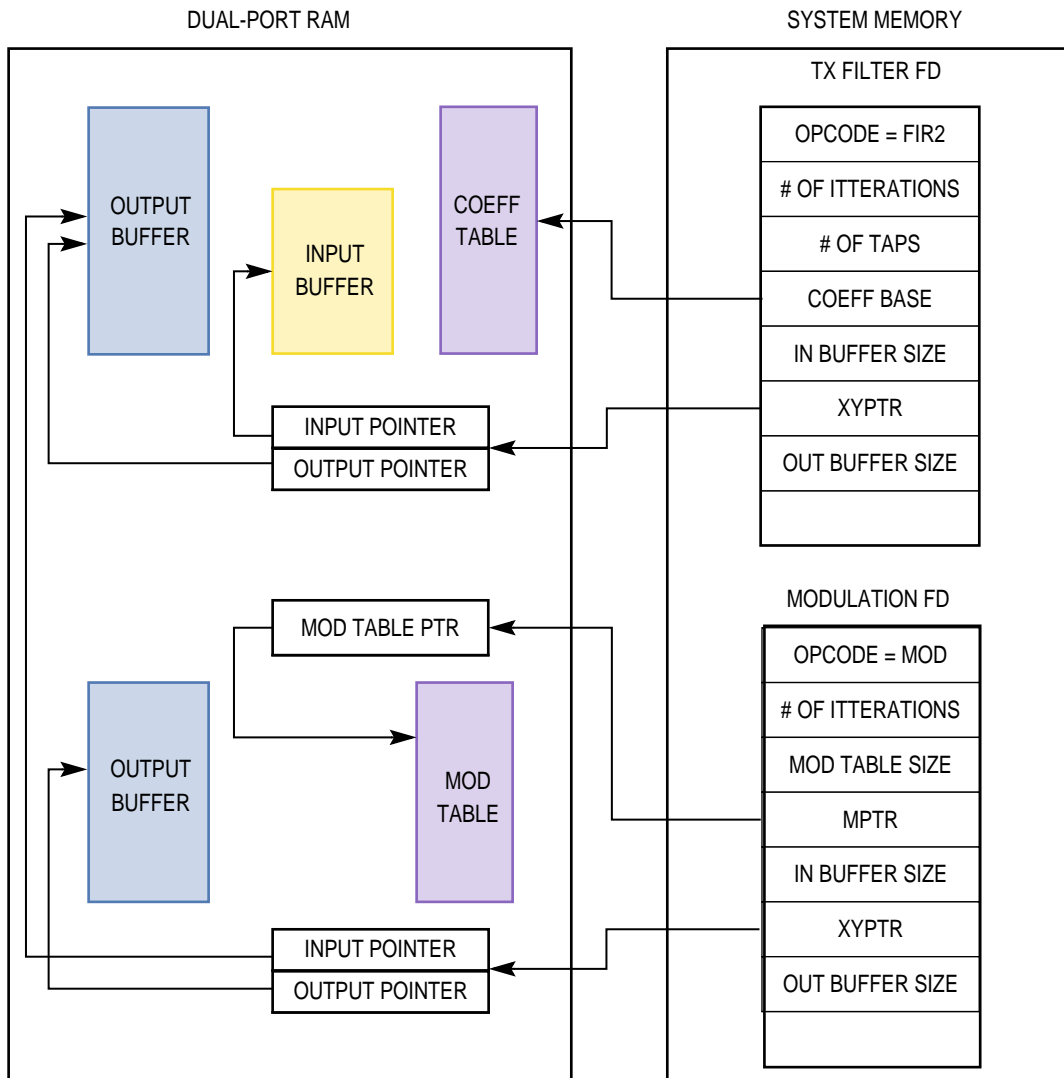 DUAL-PORT RAM
SYSTEM MEMORY
TX FILTER FD
OUTPUT
BUFFER
INPUT
BUFFER
COEFF
TABLE
OPCODE = FIR2
# OF ITTERATIONS
# OF TAPS
COEFF BASE
IN BUFFER SIZE
XYPTR
OUT BUFFER SIZE
INPUT POINTER
OUTPUT POINTER
MODULATION FD
MOD TABLE PTR
OUTPUT
BUFFER
MOD
TABLE
OPCODE = MOD
# OF ITTERATIONS
MOD TABLE SIZE
MPTR
IN BUFFER SIZE
XYPTR
OUT BUFFER SIZE
INPUT POINTER
OUTPUT POINTER